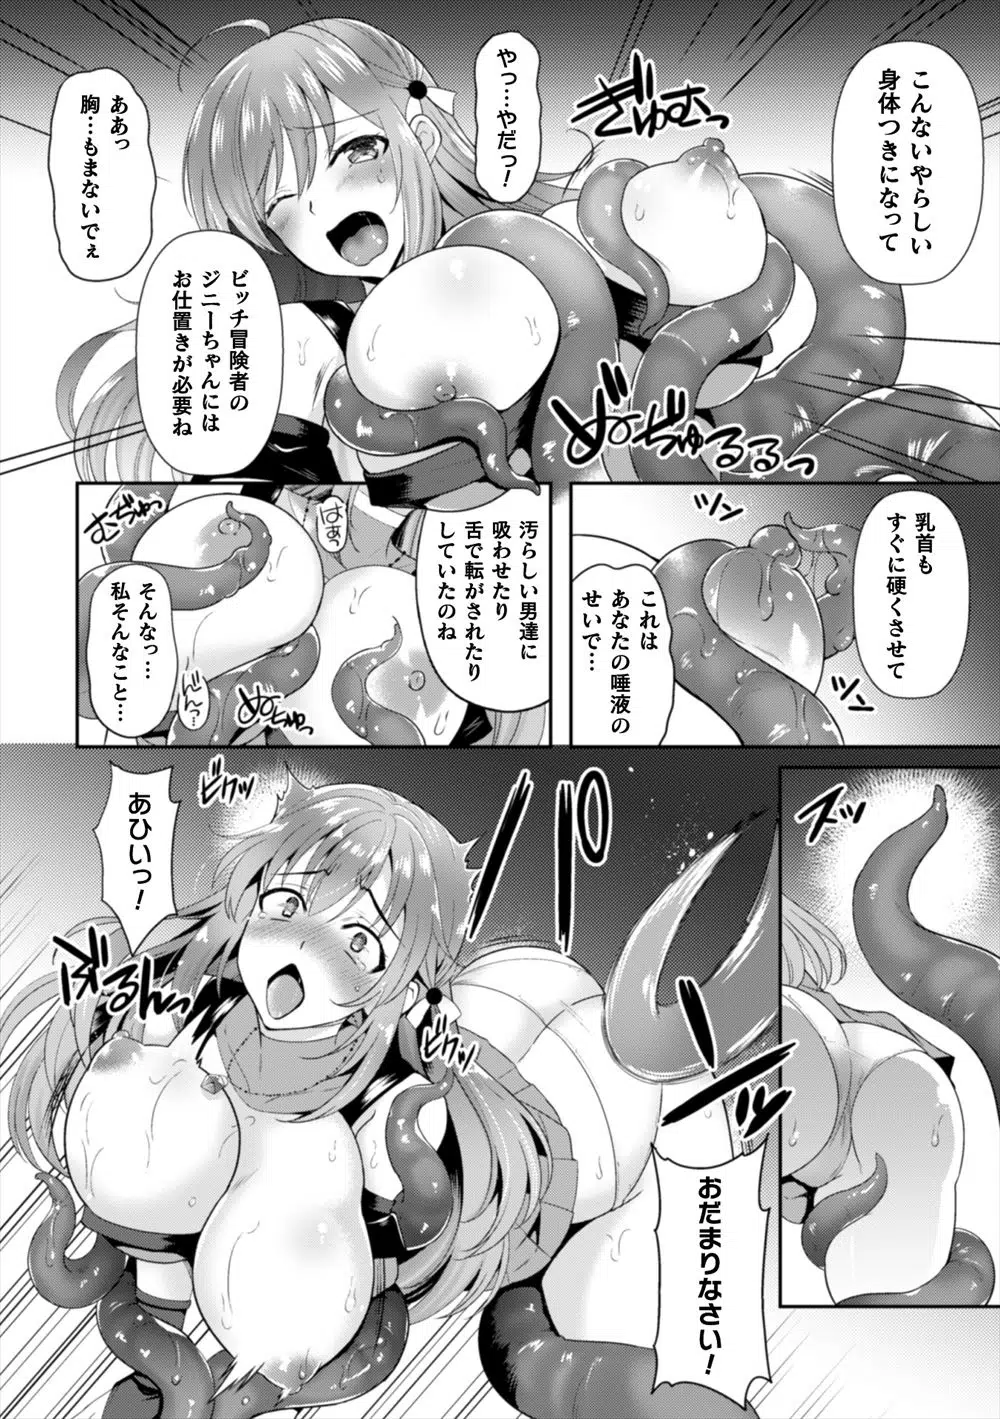 こんないやらしい
身体つきになって
ぎゅむっ
やっ…やだっ！
ああっ
胸…もまないでぇ
ビッチ冒険者の
ジニーちゃんには
お仕置きが必要ね
ぬぢゅるるっ
乳首も
すぐに硬くさせて
ツン
ツン
これは
あなたの唾液の
せいで…
汚らしい男達に
吸わせたり
舌で転がされたり
していたのね
はぁっ
むぢゅっ
そんなっ…
私そんなこと…
んんっ…
ぬちゅっ
ズッ
パーンッ
おだまりなさい！
ビクッ
あひいっ！
ばるんっ
ビクッ